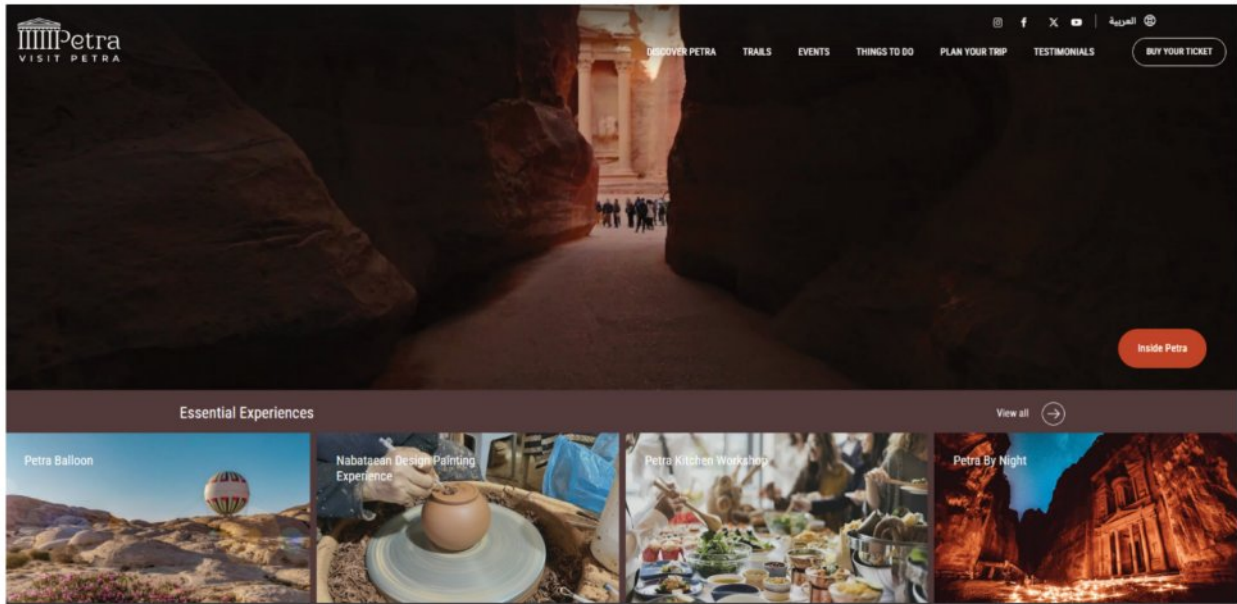 Petra
VISIT PETRA
العربية
DISCOVER PETRA
TRAILS
EVENTS
THINGS TO DO
PLAN YOUR TRIP
TESTIMONIALS
BUY YOUR TICKET
Inside Petra
Essential Experiences
View all
Petra Balloon
Nabataean Design Painting
Experience
Petra Kitchen Workshop
Petra By Night